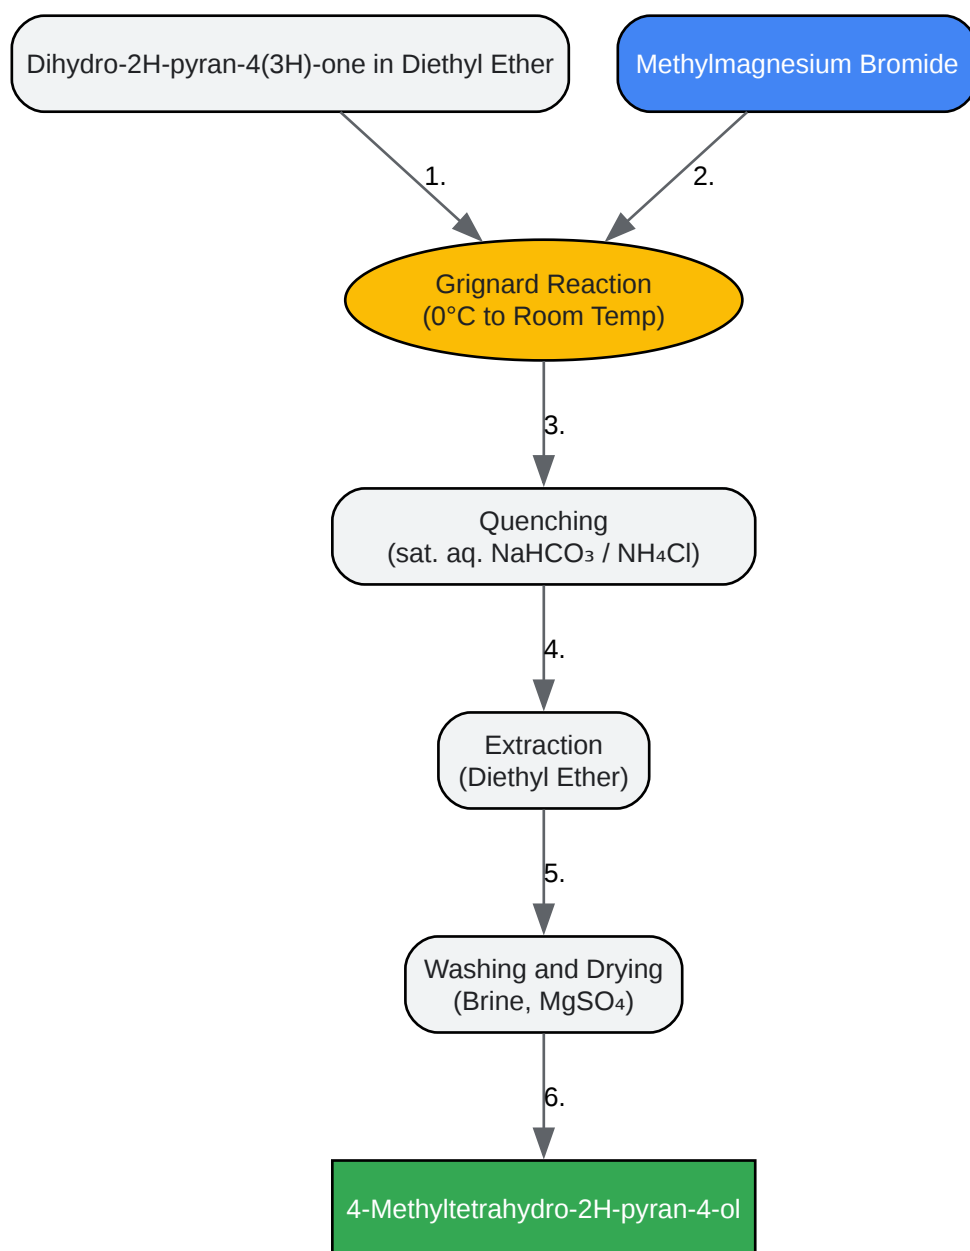 Dihydro-2H-pyran-4(3H)-one in Diethyl Ether
Methylmagnesium Bromide
1.
2.
Grignard Reaction
(0°C to Room Temp)
3.
Quenching
(sat. aq. NaHCO₃ / NH₄Cl)
4.
Extraction
(Diethyl Ether)
5.
Washing and Drying
(Brine, MgSO₄)
6.
4-Methyltetrahydro-2H-pyran-4-ol